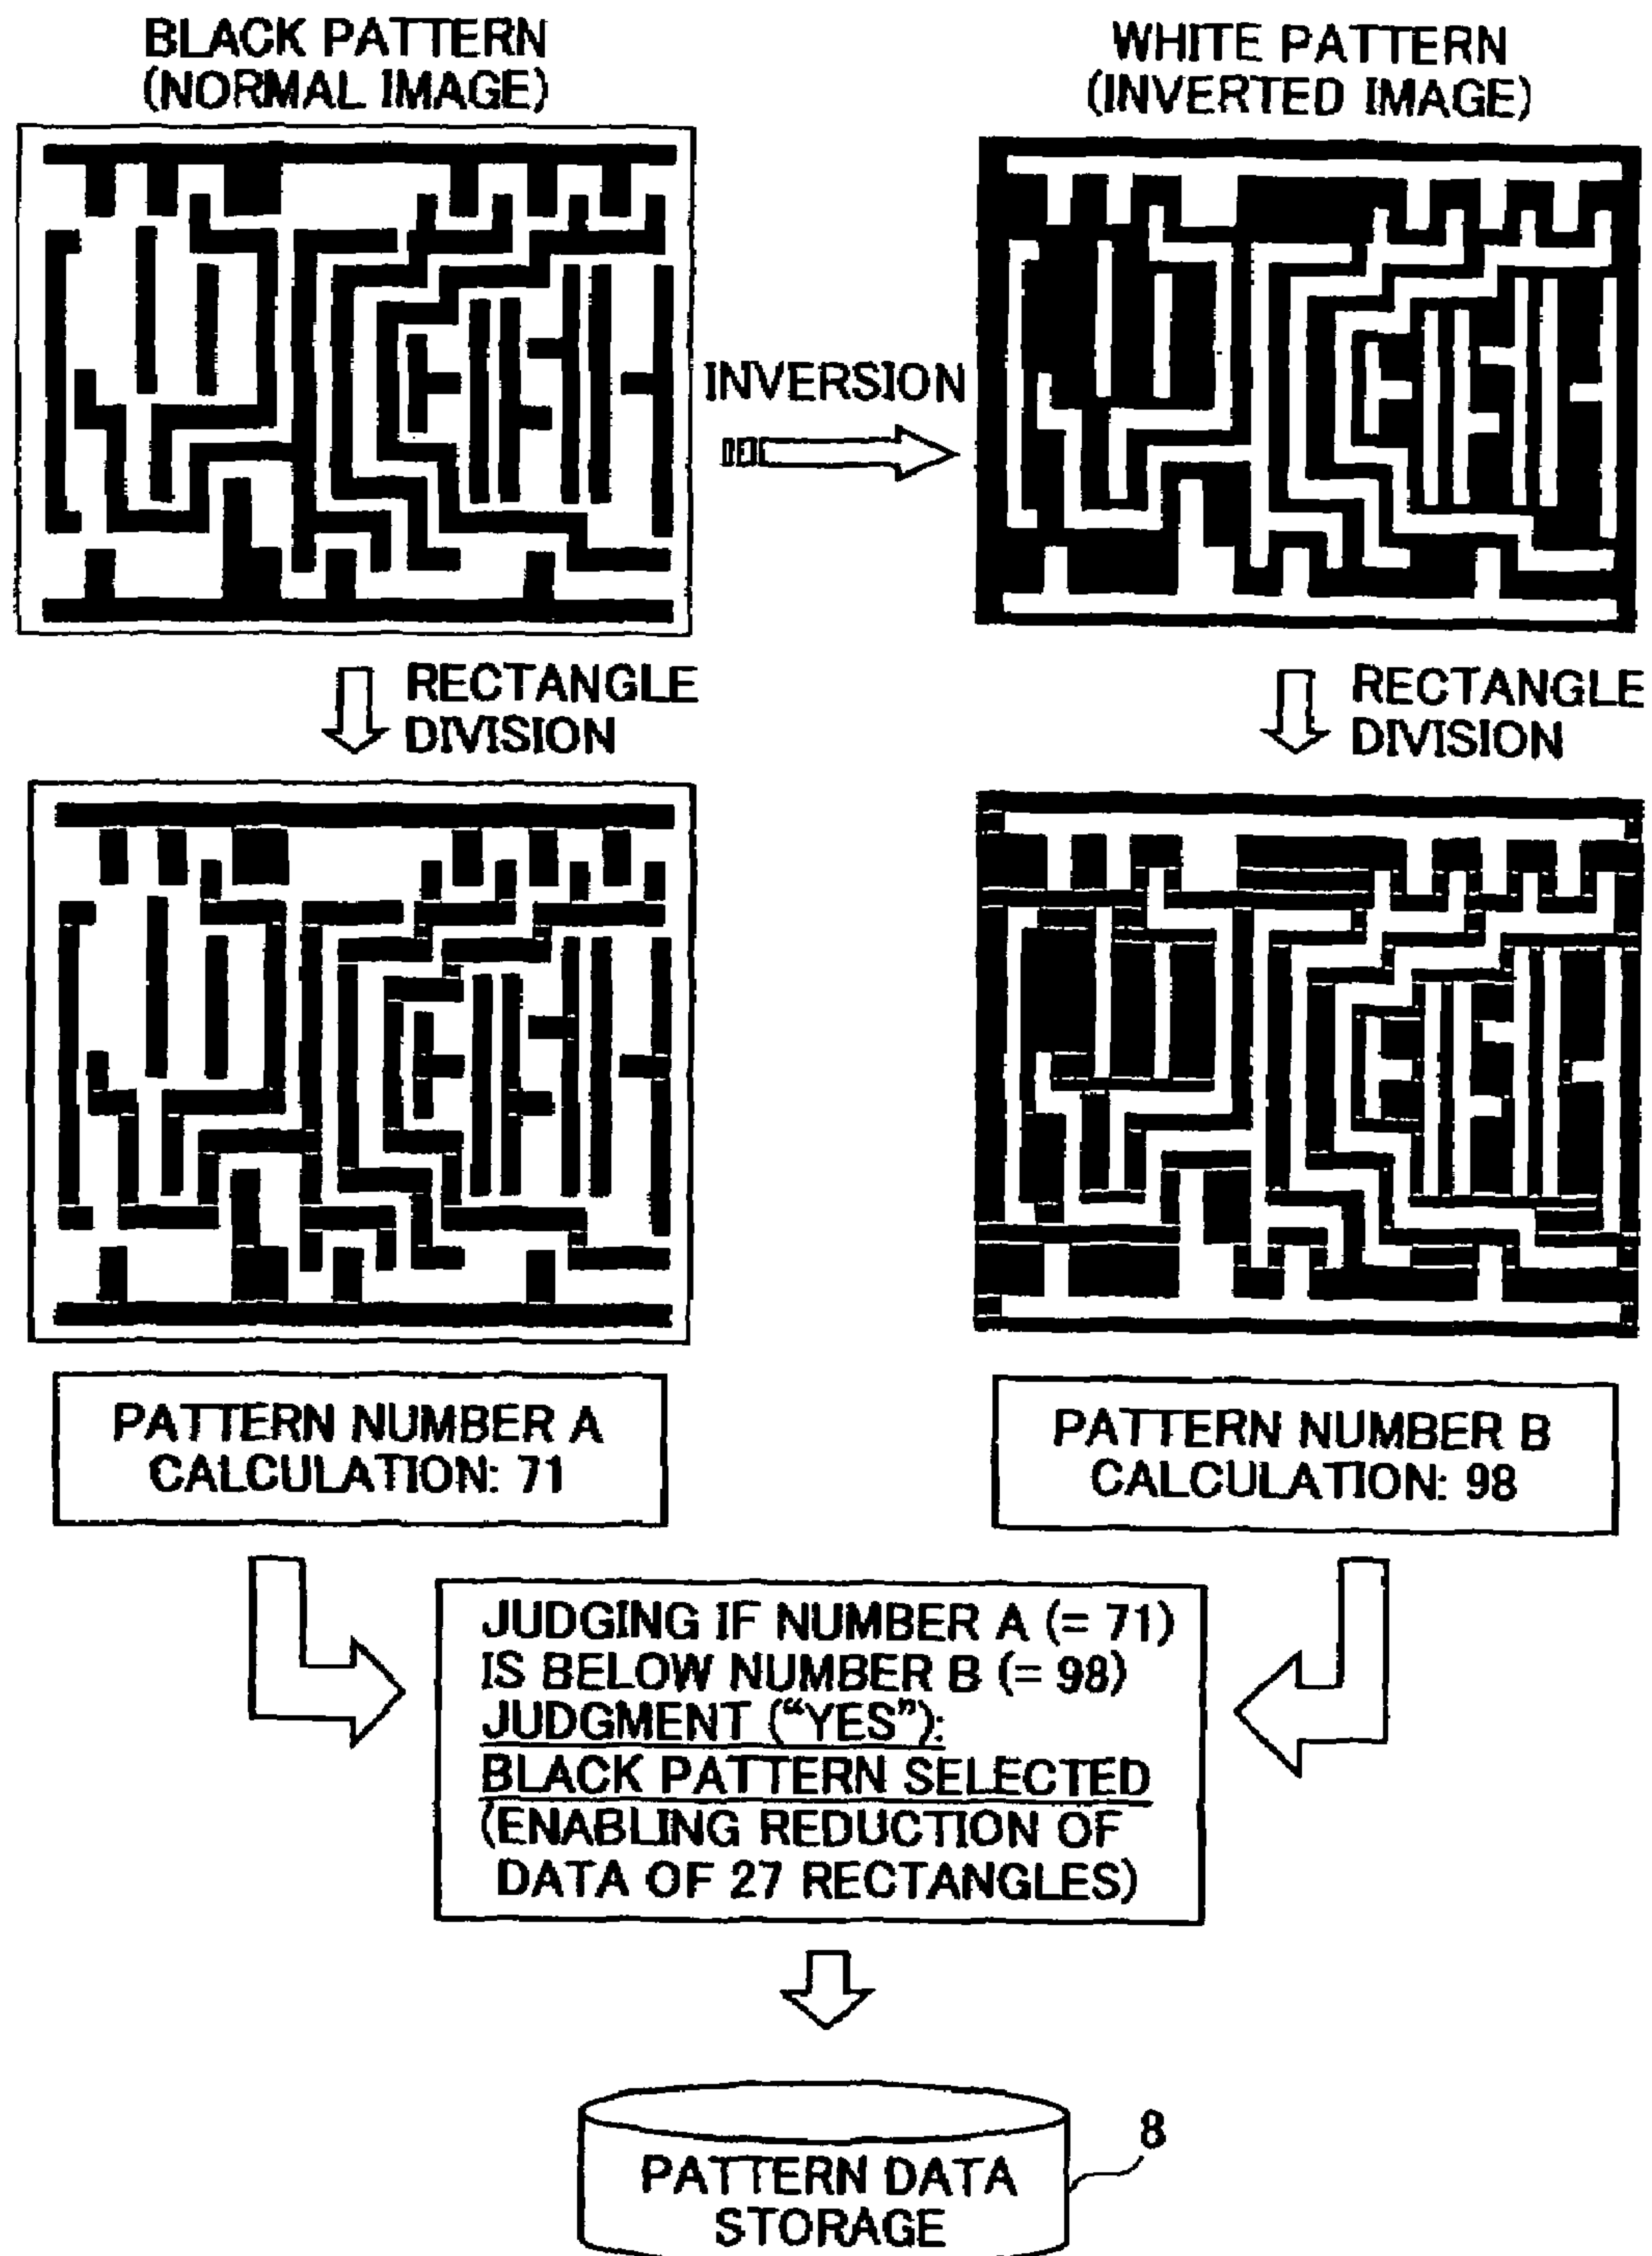 BLACK PATTERN
(NORMAL IMAGE)
WHITE PATTERN
(INVERTED IMAGE)
INVERSION
RECTANGLE
DIVISION
RECTANGLE
DIVISION
PATTERN NUMBER A
CALCULATION: 71
PATTERN NUMBER B
CALCULATION: 98
JUDGING IF NUMBER A (= 71)
IS BELOW NUMBER B (= 98)
JUDGMENT (“YES”):
BLACK PATTERN SELECTED
(ENABLING REDUCTION OF
DATA OF 27 RECTANGLES)
8
PATTERN DATA
STORAGE